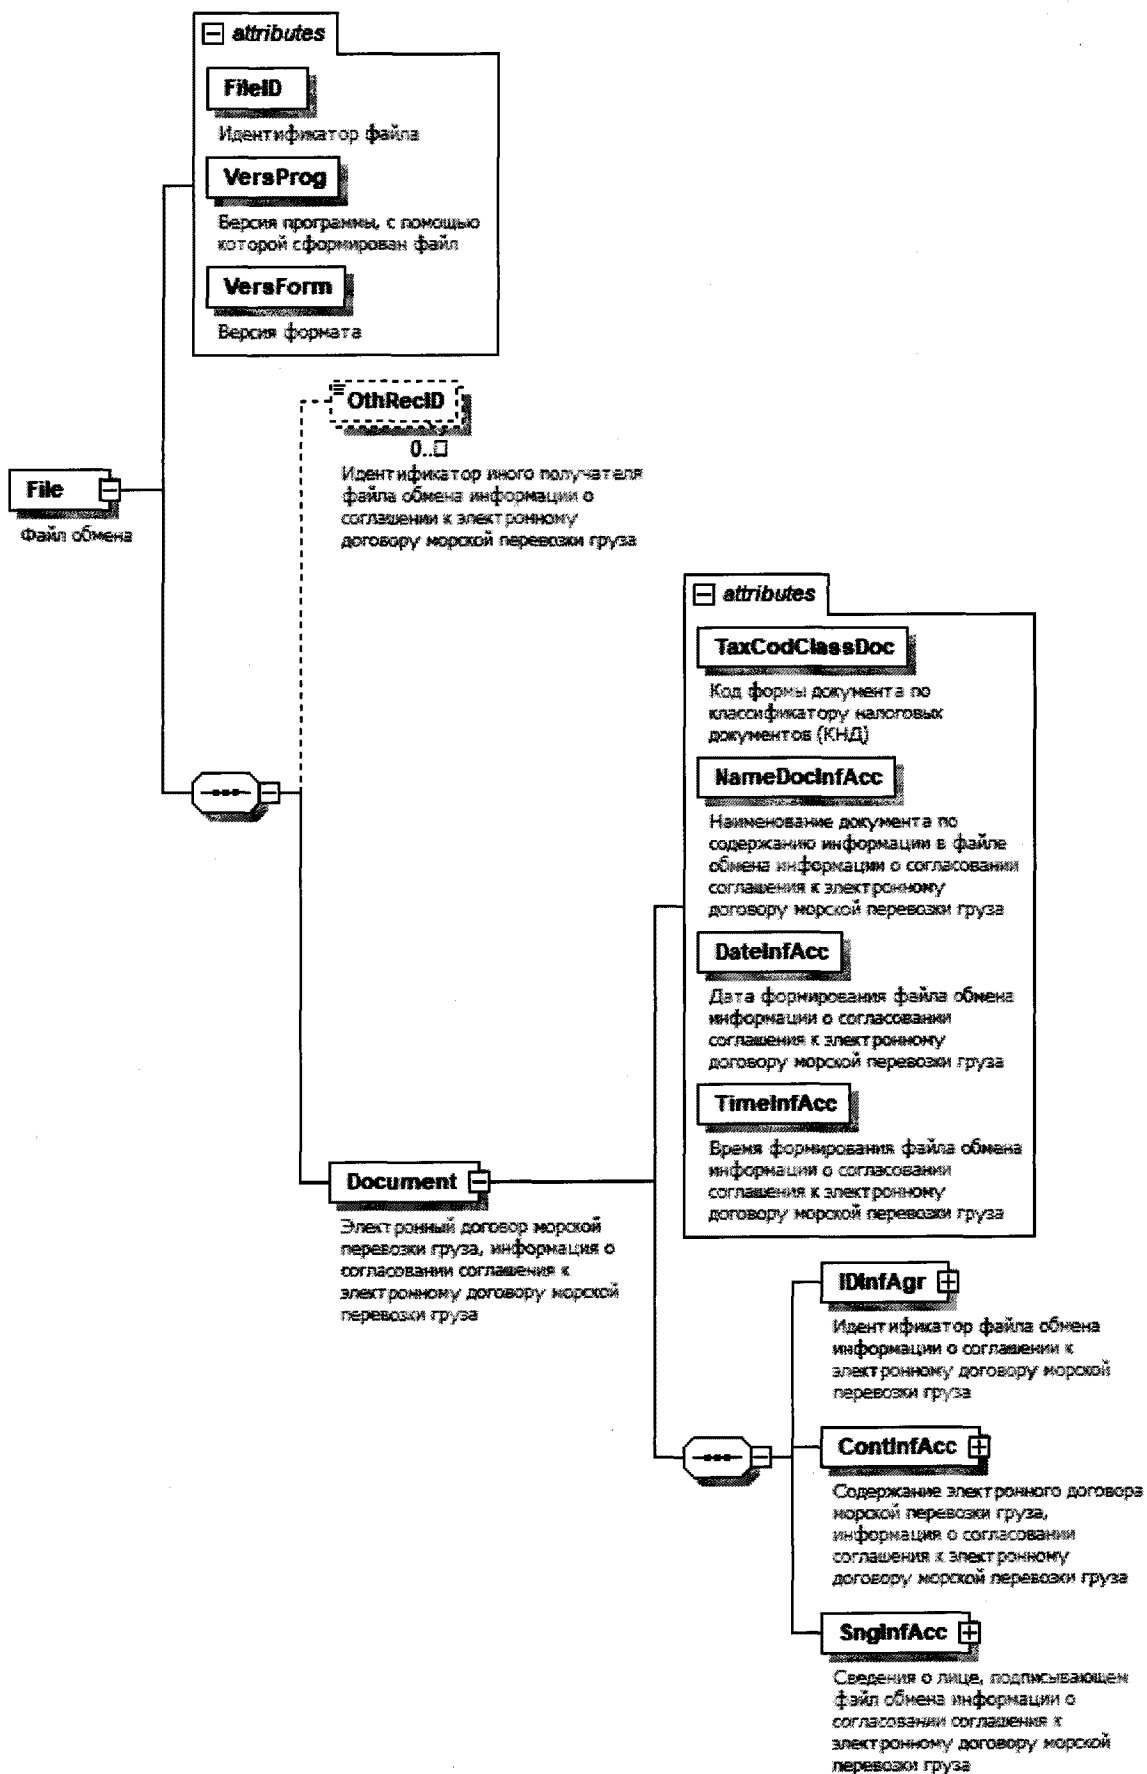 attributes
FileID
Идентификатор файла
VersProg
Версия программы, с помощью
которой сформирован файл
VersForm
Версия формата
OthRecID
0..□
Идентификатор иного получателя
файла обмена информации о
соглашении к электронному
договору морской перевозки груза
File
Файл обмена
attributes
TaxCodClassDoc
Код формы документа по
классификатору налоговых
документов (КНД)
NameDocInfAcc
Наименование документа по
содержанию информации в файле
обмена информации о согласовании
соглашения к электронному
договору морской перевозки груза
DateInfAcc
Дата формирования файла обмена
информации о согласовании
соглашения к электронному
договору морской перевозки груза
TimeInfAcc
Время формирования файла обмена
информации о согласовании
соглашения к электронному
договору морской перевозки груза
Document
Электронный договор морской
перевозки груза, информация о
согласовании соглашения к
электронному договору морской
перевозки груза
IDInfAgr
Идентификатор файла обмена
информации о соглашении к
электронному договору морской
перевозки груза
ContInfAcc
Содержание электронного договора
морской перевозки груза,
информация о согласовании
соглашения к электронному
договору морской перевозки груза
SngInfAcc
Сведения о лице, подписывающем
файл обмена информации о
согласовании соглашения к
электронному договору морской
перевозки груза